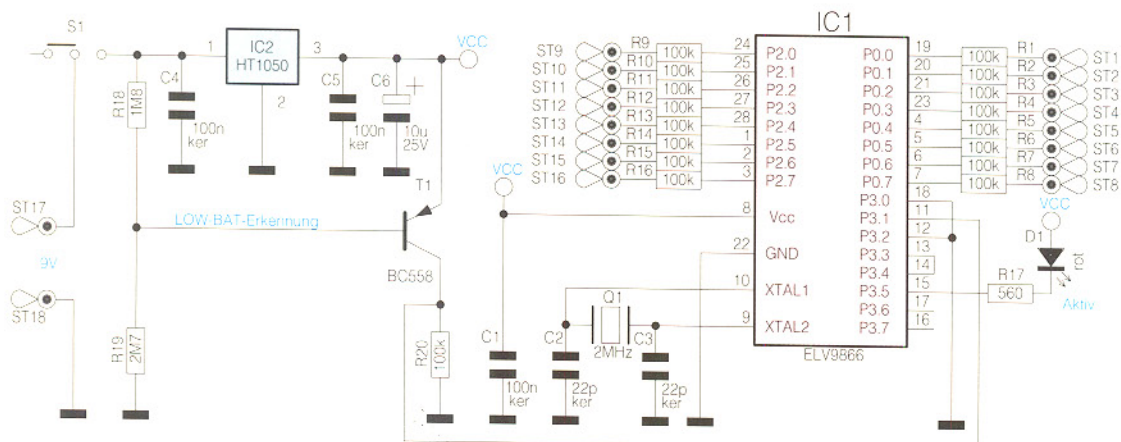 S1
1
IC2
HT1050
3
2
VCC
C4
100n
ker
R18
1M8
C5
100n
ker
C6
+
10u
25V
T1
BC558
LOW-BAT-Erkennung
ST17
9V
ST18
R19
2M7
R20
100k
VCC
C1
100n
ker
C2
22p
ker
Q1
2MHz
C3
22p
ker
IC1
ELV9866
ST9 R9 100k 24 P2.0
ST10 R10 25 P2.1
ST11 R11 100k 26 P2.2
ST12 R12 27 P2.3
ST13 R13 100k 28 P2.4
ST14 R14 100k 1 P2.5
ST15 R15 2 P2.6
ST16 R16 100k 3 P2.7
8 Vcc
22 GND
10 XTAL1
9 XTAL2
P0.0 19 100k R1 ST1
P0.1 20 R2 ST2
P0.2 21 100k R3 ST3
P0.3 23 100k R4 ST4
P0.4 4 100k R5 ST5
P0.5 5 100k R6 ST6
P0.6 6 R7 ST7
P0.7 7 100k R8 ST8
P3.0 18
P3.1 11
P3.2 12
P3.3 13
P3.4 14
P3.5 15
P3.6 17
P3.7 16
VCC
D1
rot
R17
560
Aktiv